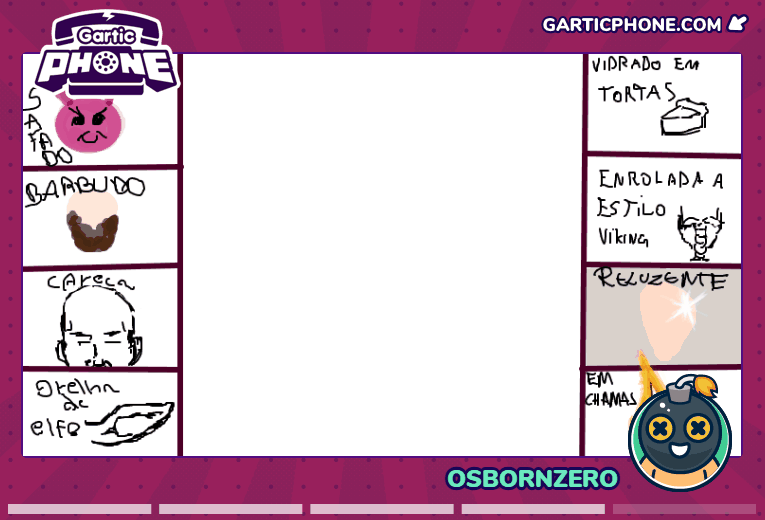 Gartic
PHONE
GARTICPHONE.COM
SAFADO
BARBUDO
CARECA
Orelha
de
elfo
VIDRADO EM
TORTAS
ENROLADA A
ESTILO
VIKING
RELUZENTE
EM
CHAMAS
OSBORNZERO